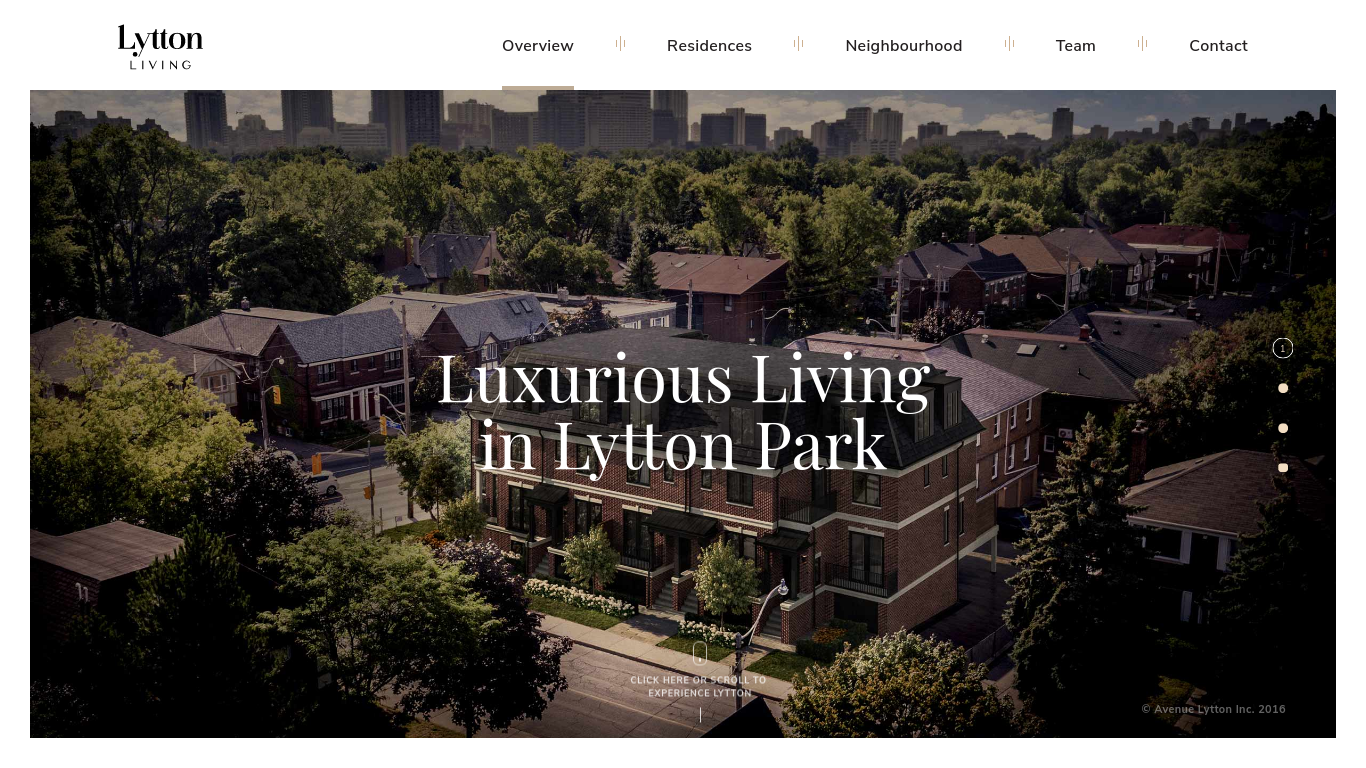 Lytton
LIVING
Overview
Residences
Neighbourhood
Team
Contact
Luxurious Living
in Lytton Park
1
CLICK HERE OR SCROLL TO
EXPERIENCE LYTTON
© Avenue Lytton Inc. 2016